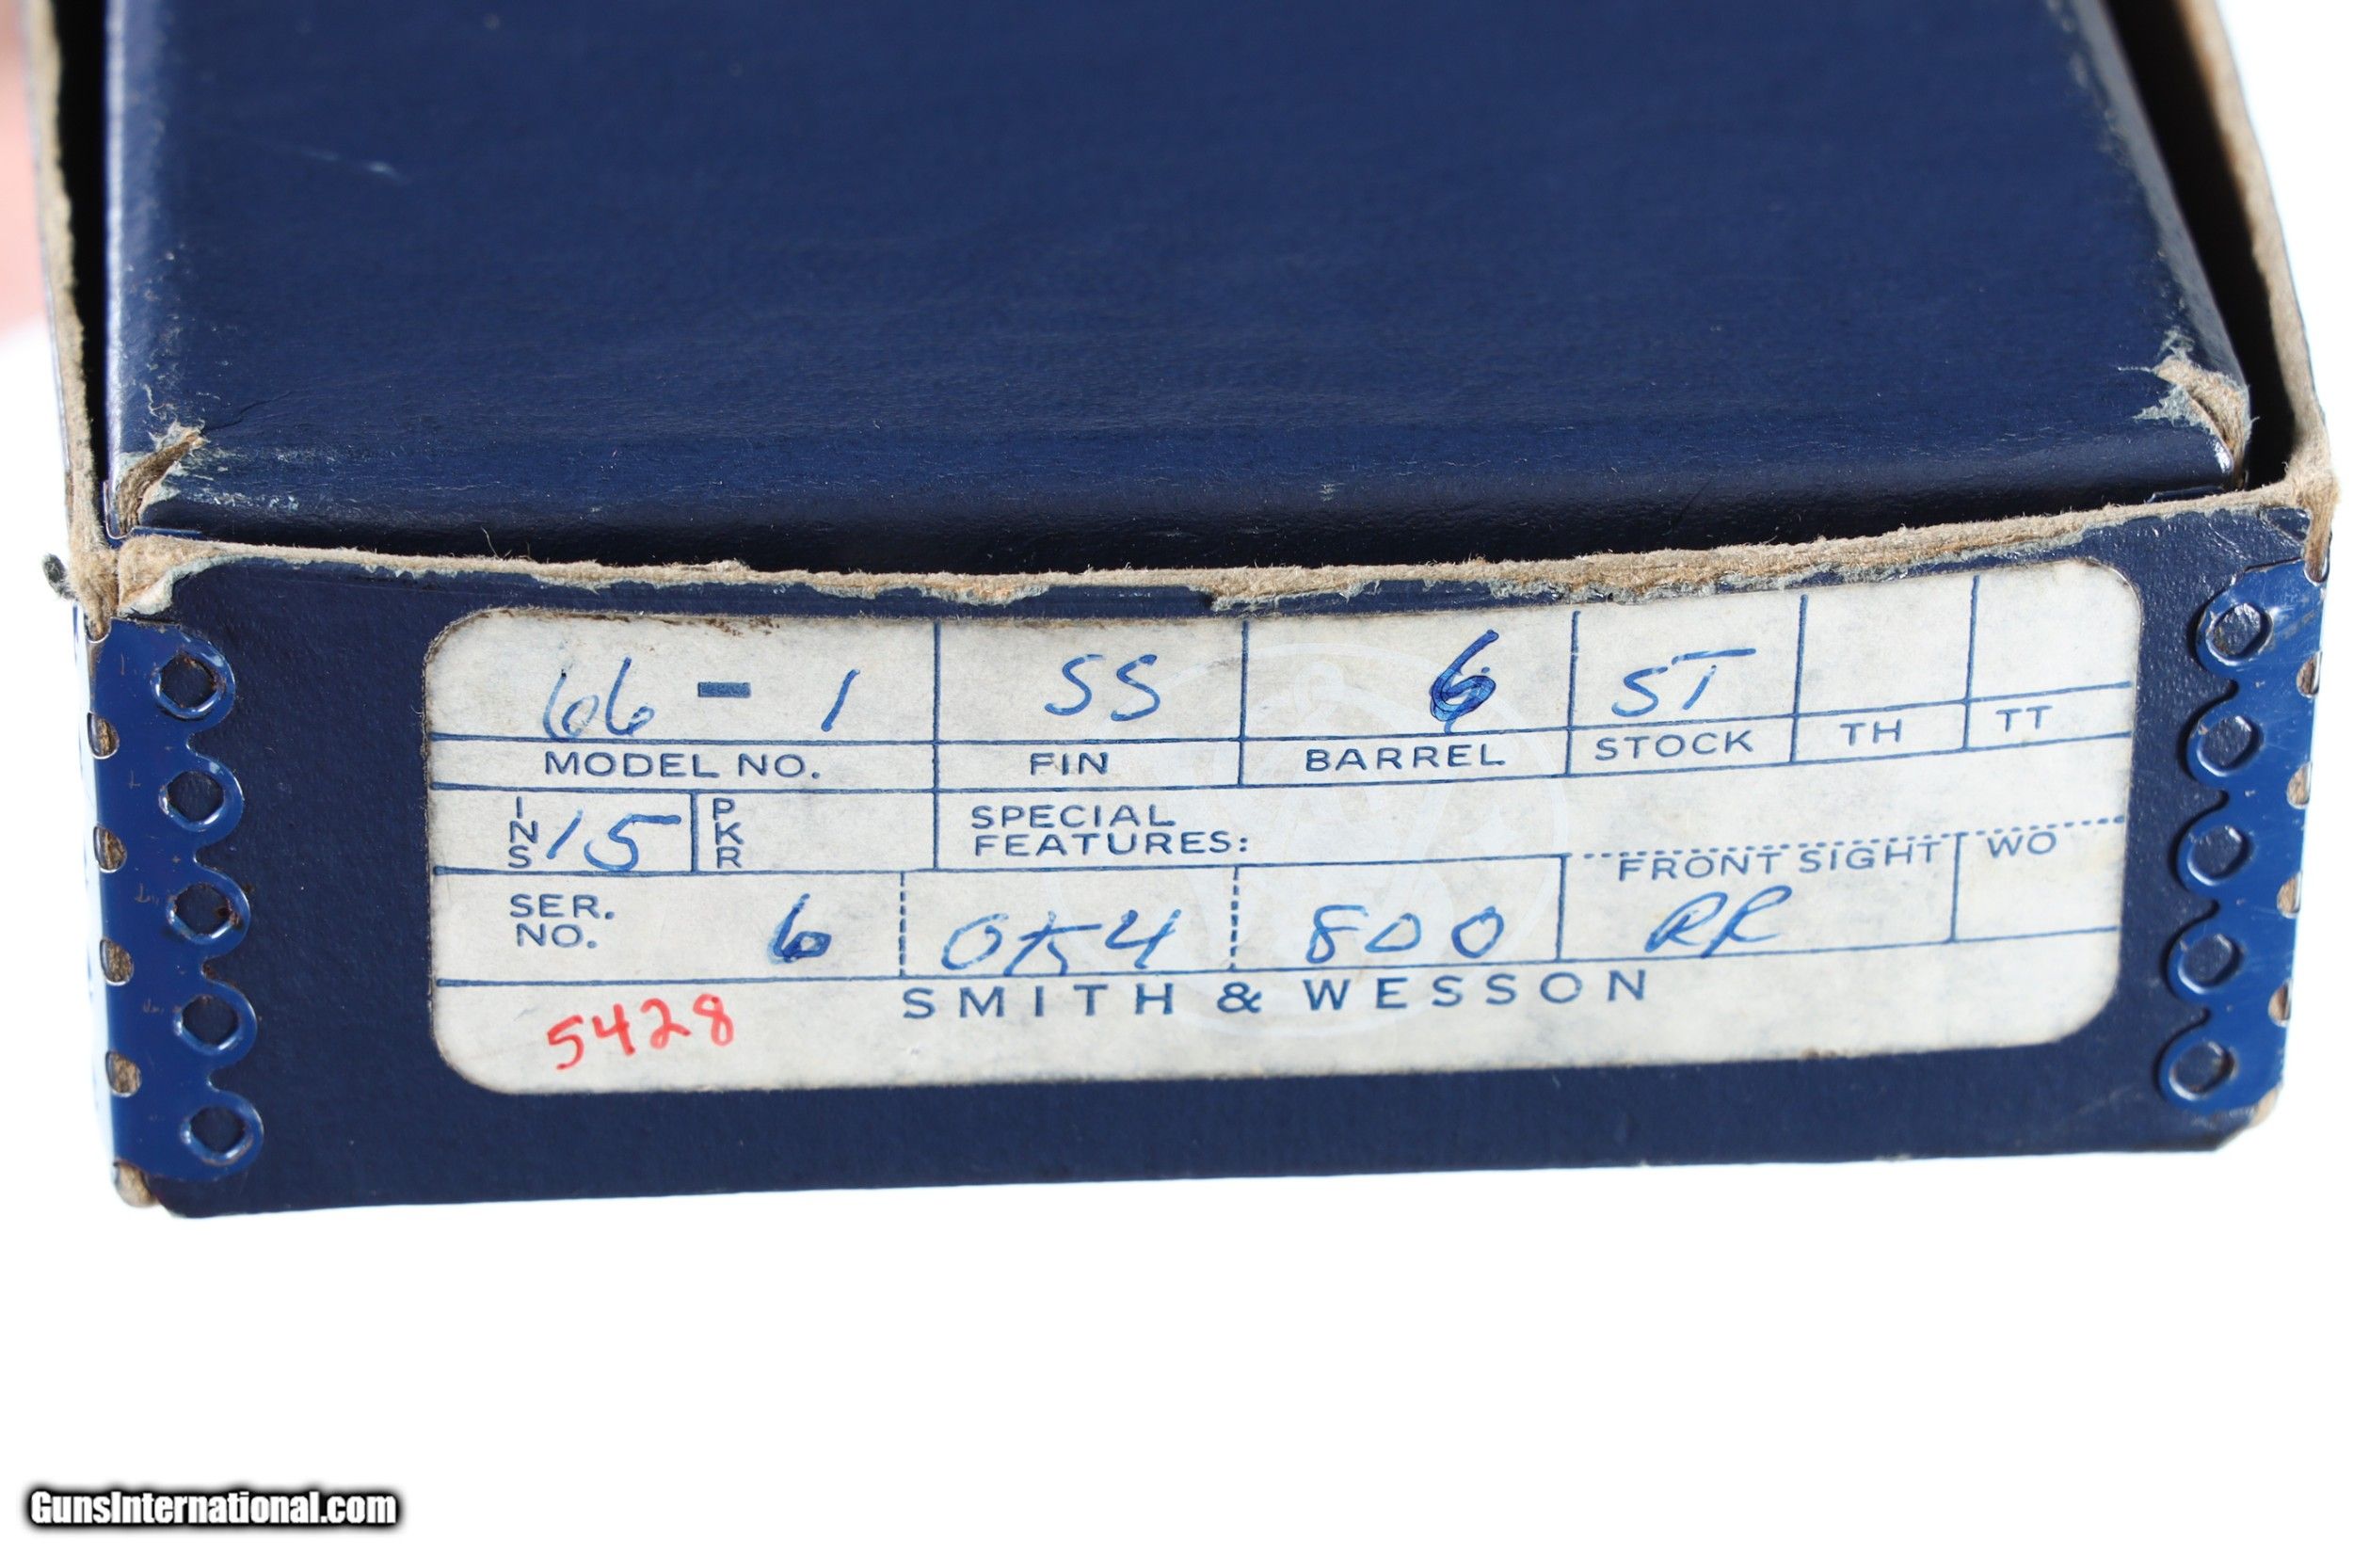 66-1 SS 6 ST
MODEL NO. FIN BARREL STOCK TH TT
INS 15 PKR SPECIAL
FEATURES:
FRONT SIGHT WO
SER.
NO. 6 0K4 800 RR
SMITH & WESSON
5428
GunsInternational.com